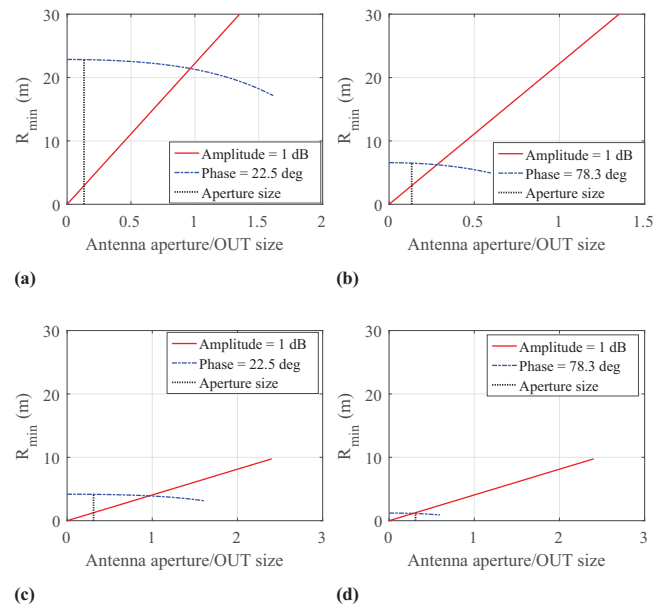 30
20
10
0
R_min (m)
Amplitude = 1 dB
Phase = 22.5 deg
Aperture size
0 0.5 1 1.5 2
Antenna aperture/OUT size
(a)
30
20
10
0
R_min (m)
Amplitude = 1 dB
Phase = 78.3 deg
Aperture size
0 0.5 1 1.5
Antenna aperture/OUT size
(b)
30
20
10
0
R_min (m)
Amplitude = 1 dB
Phase = 22.5 deg
Aperture size
0 1 2 3
Antenna aperture/OUT size
(c)
30
20
10
0
R_min (m)
Amplitude = 1 dB
Phase = 78.3 deg
Aperture size
0 1 2 3
Antenna aperture/OUT size
(d)